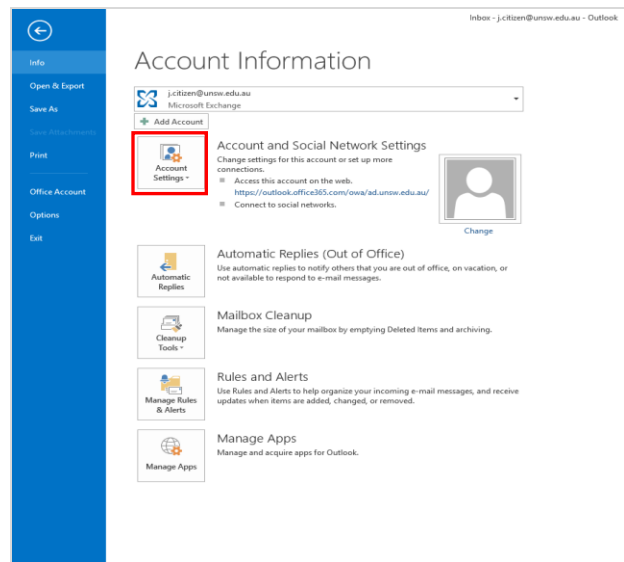 Inbox - j.citizen@unsw.edu.au - Outlook
Info
Open & Export
Save As
Save Attachments
Print
Office Account
Options
Exit
Account Information
j.citizen@unsw.edu.au
Microsoft Exchange
Add Account
Account
Settings
Account and Social Network Settings
Change settings for this account or set up more
connections.
Access this account on the web.
https://outlook.office365.com/owa/ad.unsw.edu.au/
Connect to social networks.
Change
Automatic
Replies
Automatic Replies (Out of Office)
Use automatic replies to notify others that you are out of office, on vacation, or
not available to respond to e-mail messages.
Cleanup
Tools
Mailbox Cleanup
Manage the size of your mailbox by emptying Deleted Items and archiving.
Manage Rules
& Alerts
Rules and Alerts
Use Rules and Alerts to help organize your incoming e-mail messages, and receive
updates when items are added, changed, or removed.
Manage Apps
Manage Apps
Manage and acquire apps for Outlook.